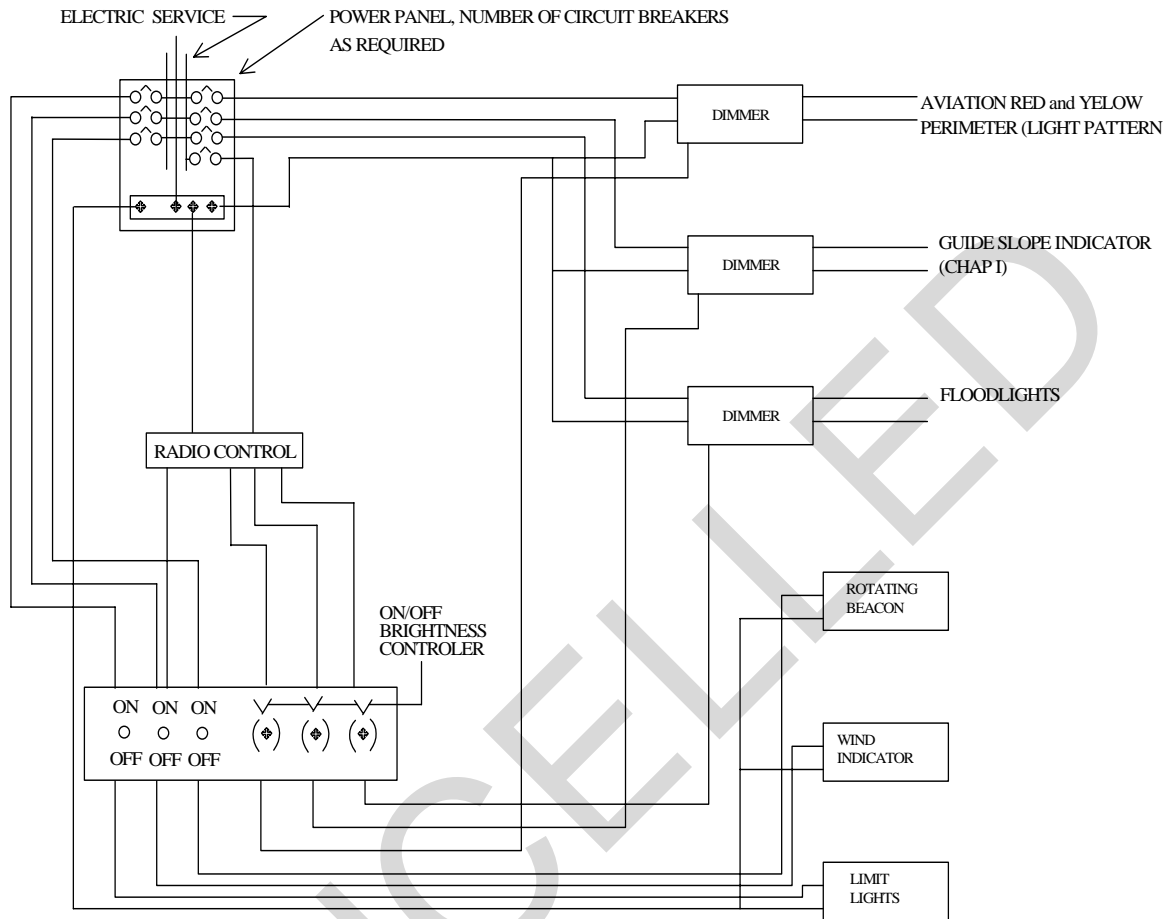 ELECTRIC SERVICE
POWER PANEL, NUMBER OF CIRCUIT BREAKERS
AS REQUIRED
DIMMER
AVIATION RED and YELOW
PERIMETER (LIGHT PATTERN
DIMMER
GUIDE SLOPE INDICATOR
(CHAP I)
DIMMER
FLOODLIGHTS
RADIO CONTROL
ROTATING
BEACON
ON/OFF
BRIGHTNESS
CONTROLER
ON ON ON
OFF OFF OFF
WIND
INDICATOR
LIMIT
LIGHTS
NCELLED